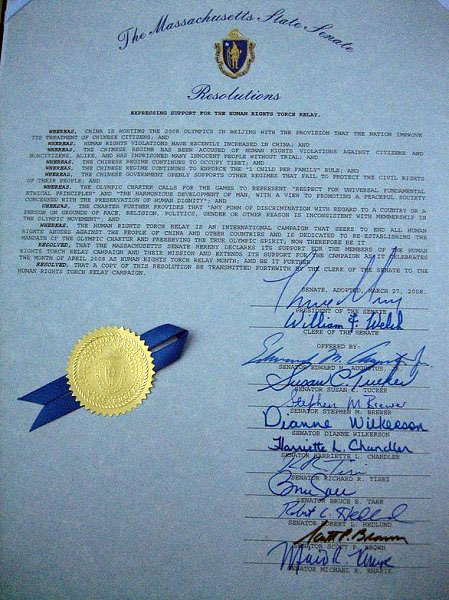 The Massachusetts State Senate
Resolutions
EXPRESSING SUPPORT FOR THE HUMAN RIGHTS TORCH RELAY.
WHEREAS, CHINA IS HOSTING THE 2008 OLYMPICS IN BEIJING WITH THE PROVISION THAT THE NATION IMPROVE
ITS TREATMENT OF CHINESE CITIZENS; AND
WHEREAS, HUMAN RIGHTS VIOLATIONS HAVE RECENTLY INCREASED IN CHINA; AND
WHEREAS, THE CHINESE REGIME HAS BEEN ACCUSED OF HUMAN RIGHTS VIOLATIONS AGAINST CITIZENS AND
NONCITIZENS, ALIKE, AND HAS IMPRISONED MANY INNOCENT PEOPLE WITHOUT TRIAL; AND
WHEREAS, THE CHINESE REGIME CONTINUES TO OCCUPY TIBET; AND
WHEREAS, THE CHINESE REGIME CONTINUES TO ENFORCE THE "1 CHILD PER FAMILY RULE"; AND
WHEREAS, THE CHINESE GOVERNMENT OPENLY SUPPORTS OTHER REGIMES THAT FAIL TO PROTECT THE CIVIL RIGHTS
OF THEIR PEOPLE; AND
WHEREAS, THE OLYMPIC CHARTER CALLS FOR THE GAMES TO REPRESENT "RESPECT FOR UNIVERSAL FUNDAMENTAL
ETHICAL PRINCIPLES" AND "THE HARMONIOUS DEVELOPMENT OF MAN, WITH A VIEW TO PROMOTING A PEACEFUL SOCIETY
CONCERNED WITH THE PRESERVATION OF HUMAN DIGNITY"; AND
WHEREAS, THE CHARTER FURTHER PROVIDES THAT "ANY FORM OF DISCRIMINATION WITH REGARD TO A COUNTRY OR A
PERSON ON GROUNDS OF RACE, RELIGION, POLITICS, GENDER OR OTHER REASON IS INCONSISTENT WITH MEMBERSHIP IN
THE OLYMPIC MOVEMENT; AND
WHEREAS, THE HUMAN RIGHTS TORCH RELAY IS AN INTERNATIONAL CAMPAIGN THAT SEEKS TO END ALL HUMAN
RIGHTS ABUSES AGAINST THE PEOPLE OF CHINA AND OTHER COUNTRIES AND IS DEDICATED TO RE-ESTABLISHING THE
MANDATE OF THE OLYMPIC CHARTER AND PRESERVING THE TRUE OLYMPIC SPIRIT; NOW THEREFORE BE IT
RESOLVED, THAT THE MASSACHUSETTS SENATE HEREBY DECLARES ITS SUPPORT FOR THE MEMBERS OF THE HUMAN
RIGHTS TORCH RELAY CAMPAIGN AND THEIR MISSION AND EXTENDS ITS SUPPORT FOR THE CAMPAIGN AS IT CELEBRATES
THE MONTH OF APRIL 2008 AS HUMAN RIGHTS TORCH RELAY MONTH; AND BE IT FURTHER
RESOLVED, THAT A COPY OF THIS RESOLUTION BE TRANSMITTED FORTHWITH BY THE CLERK OF THE SENATE TO THE
HUMAN RIGHTS TORCH RELAY CAMPAIGN.
SENATE, ADOPTED, MARCH 27, 2008.
PRESIDENT OF THE SENATE
William F. Welch
CLERK OF THE SENATE
OFFERED BY:
Edward M. Augustus Jr.
SENATOR EDWARD M. AUGUSTUS
Susan C. Tucker
SENATOR SUSAN C. TUCKER
Stephen M Brewer
SENATOR STEPHEN M. BREWER
Dianne Wilkerson
SENATOR DIANNE WILKERSON
Harriette L. Chandler
SENATOR HARRIETTE L. CHANDLER
SENATOR RICHARD R. TISEI
SENATOR BRUCE E. TARR
Robert L. Hedlund
SENATOR ROBERT L. HEDLUND
Scott P. Brown
SENATOR SCOTT P. BROWN
SENATOR MICHAEL R. KNAPIK